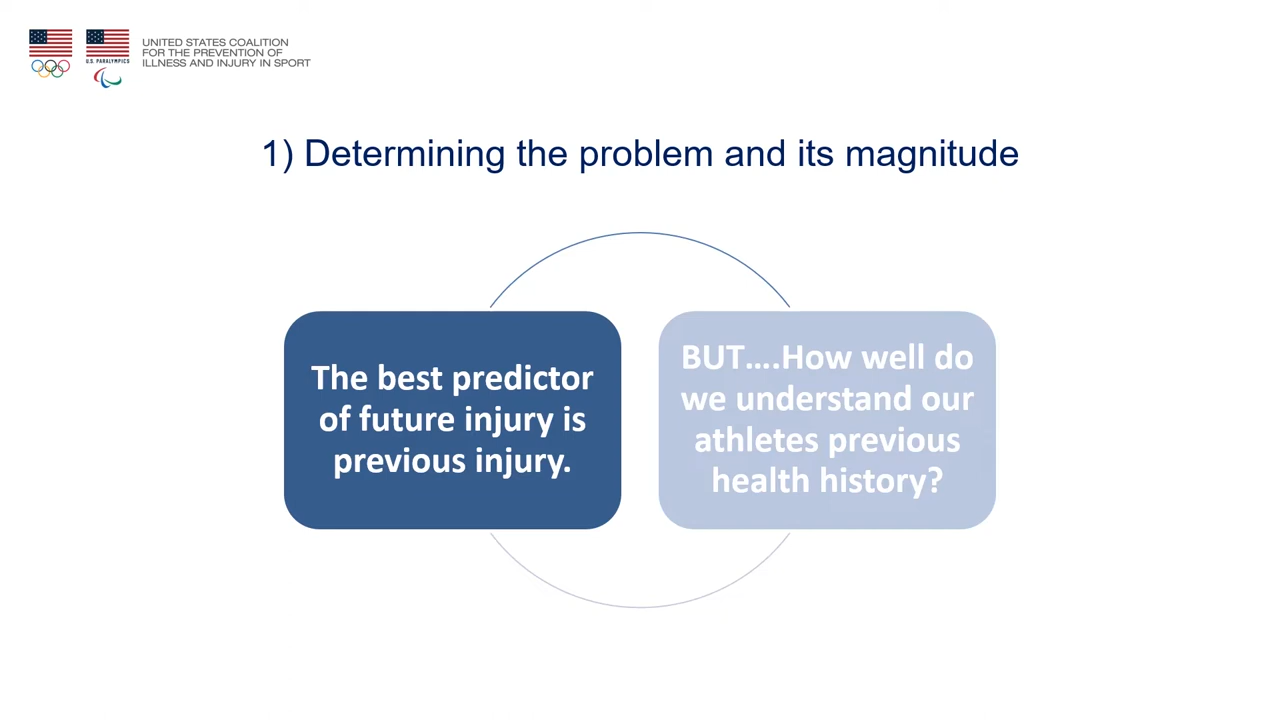 UNITED STATES COALITION
FOR THE PREVENTION OF
ILLNESS AND INJURY IN SPORT
U.S. PARALYMPICS
1) Determining the problem and its magnitude
The best predictor
of future injury is
previous injury.
BUT....How well do
we understand our
athletes previous
health history?